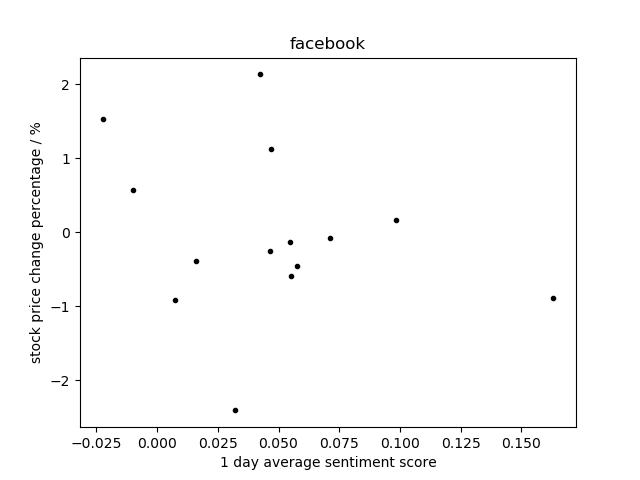 facebook
stock price change percentage / %
2
1
0
−1
−2
−0.025 0.000 0.025 0.050 0.075 0.100 0.125 0.150
1 day average sentiment score